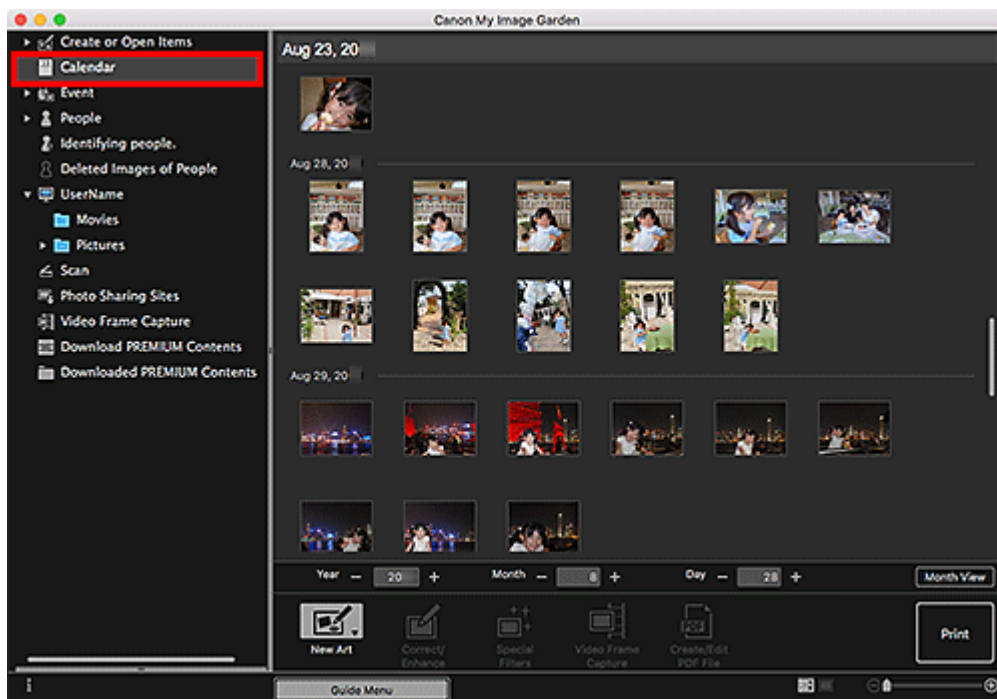 Canon My Image Garden
Create or Open Items
Calendar
Event
People
Identifying people.
Deleted Images of People
UserName
Movies
Pictures
Scan
Photo Sharing Sites
Video Frame Capture
Download PREMIUM Contents
Downloaded PREMIUM Contents
Aug 23, 20
Aug 28, 20
Aug 29, 20
Year − 20 + Month − 8 + Day − 28 + Month View
New Art
Correct/
Enhance
Special
Filters
Video Frame
Capture
Create/Edit
PDF File
Print
Guide Menu